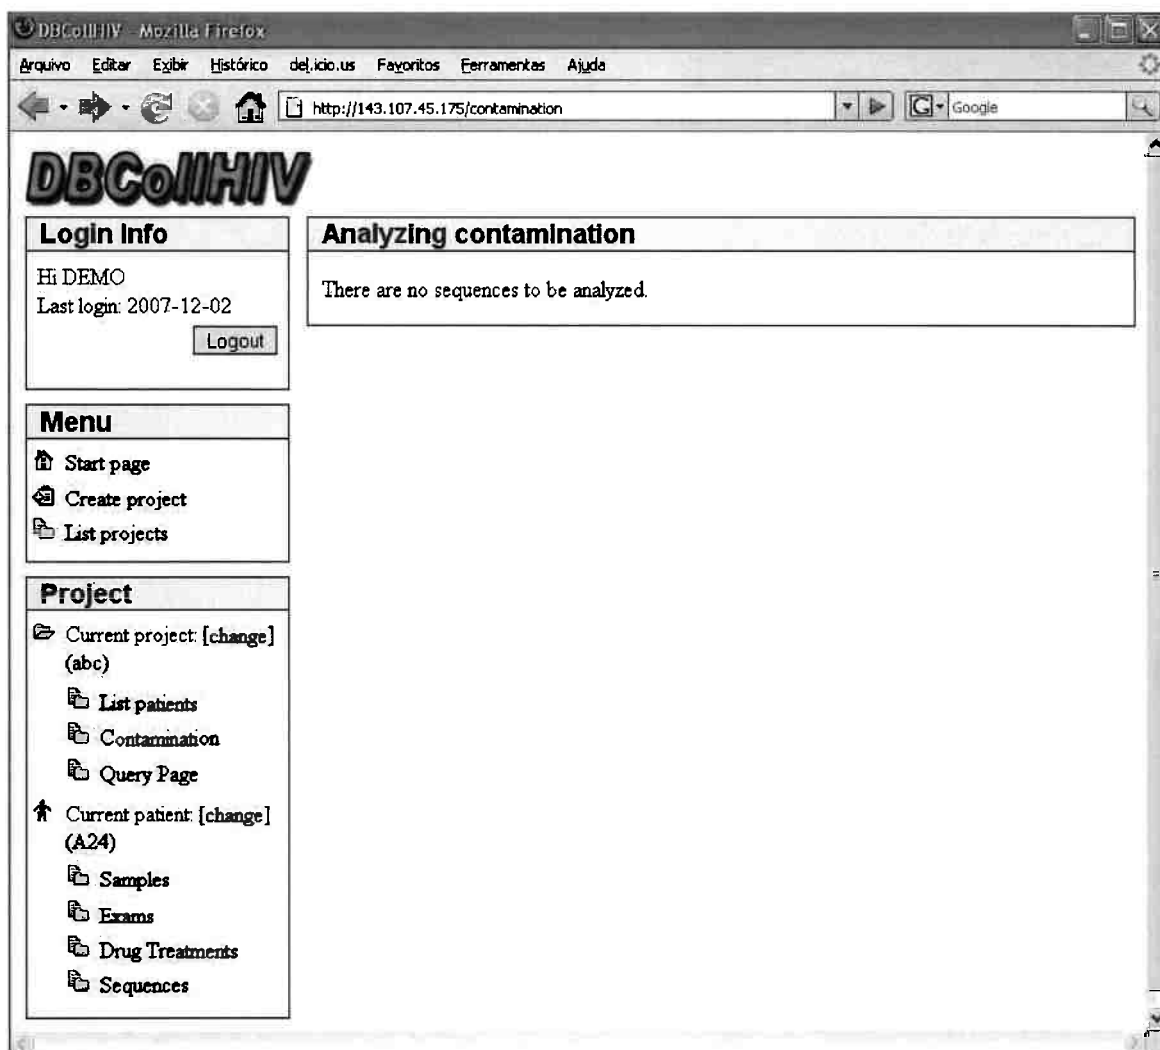 DBCollHIV - Mozilla Firefox
Arquivo Editar Exibir Histórico del.icio.us Favoritos Ferramentas Ajuda
http://143.107.45.175/contamination
G Google
DBCollHIV
Login Info
Hi DEMO
Last login: 2007-12-02
Logout
Menu
Start page
Create project
List projects
Project
Current project: [change]
(abc)
List patients
Contamination
Query Page
Current patient: [change]
(A24)
Samples
Exams
Drug Treatments
Sequences
Analyzing contamination
There are no sequences to be analyzed.